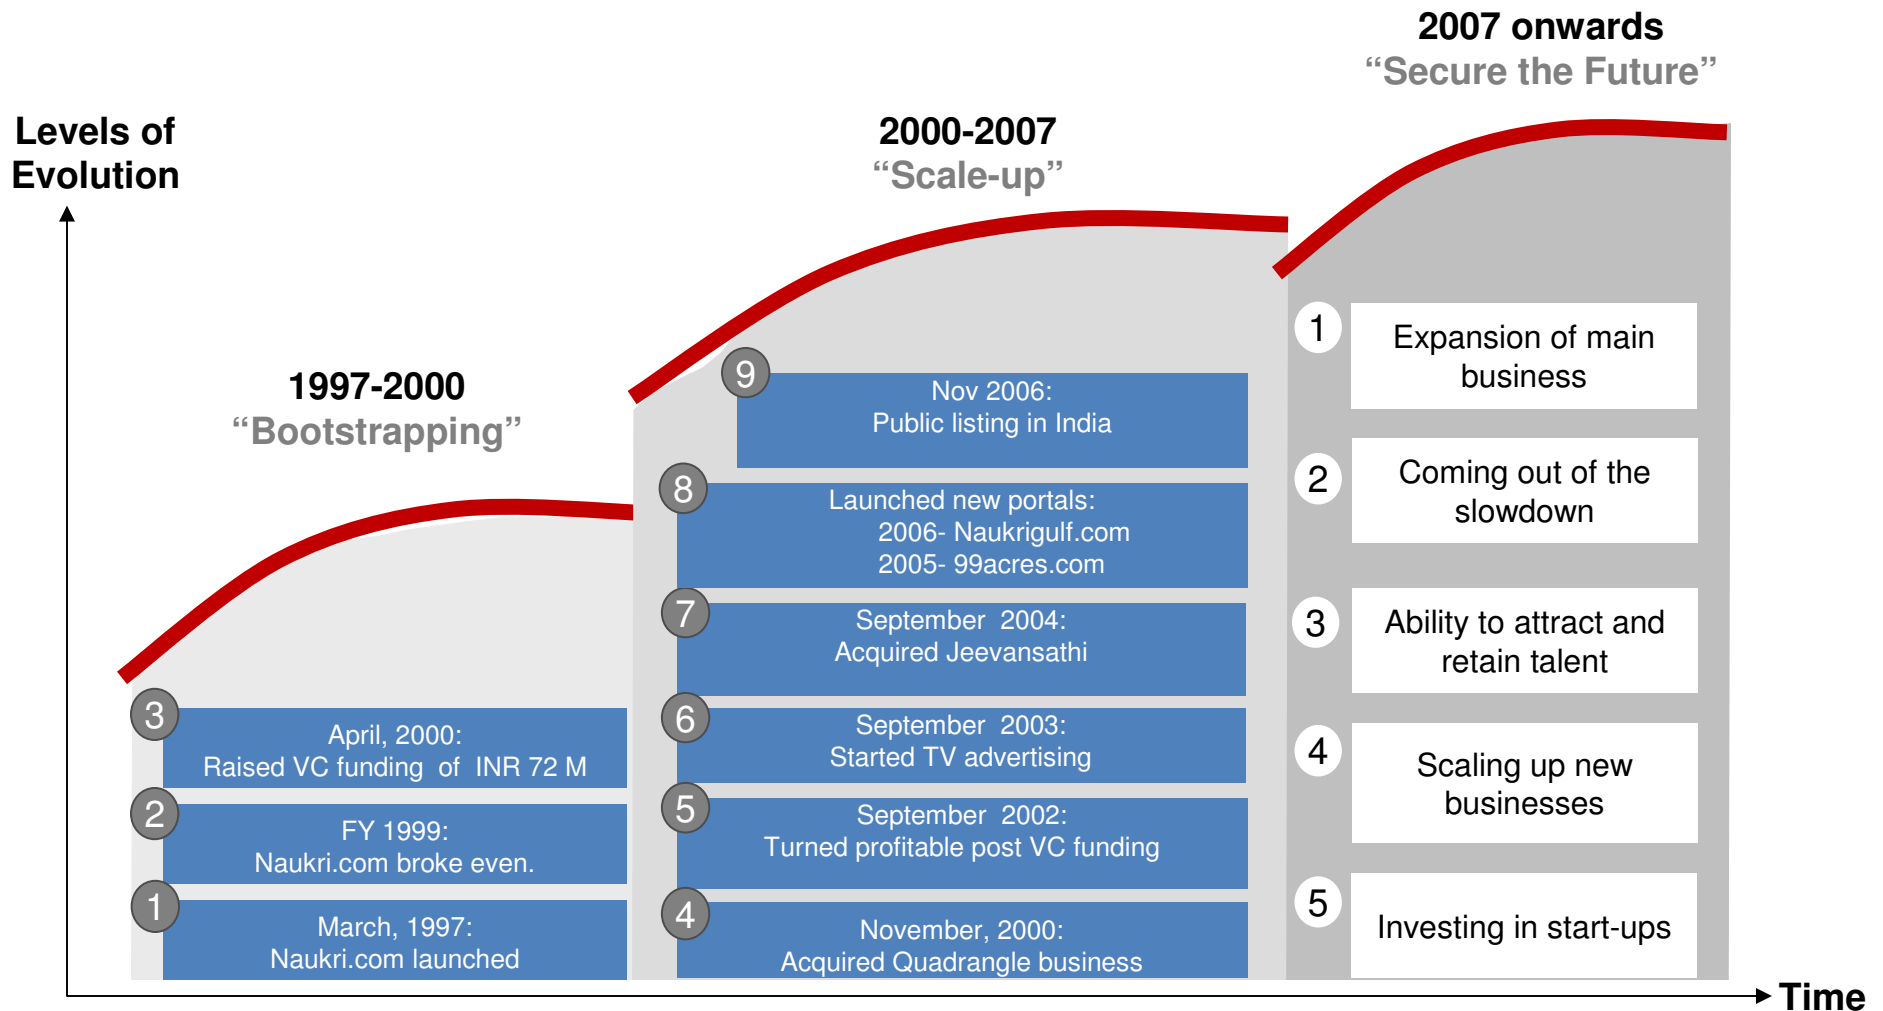 Levels of
Evolution
1997-2000
“Bootstrapping”
3
April, 2000:
Raised VC funding of INR 72 M
2
FY 1999:
Naukri.com broke even.
1
March, 1997:
Naukri.com launched
2000-2007
“Scale-up”
9
Nov 2006:
Public listing in India
8
Launched new portals:
2006- Naukrigulf.com
2005- 99acres.com
7
September 2004:
Acquired Jeevansathi
6
September 2003:
Started TV advertising
5
September 2002:
Turned profitable post VC funding
4
November, 2000:
Acquired Quadrangle business
2007 onwards
“Secure the Future”
1
Expansion of main
business
2
Coming out of the
slowdown
3
Ability to attract and
retain talent
4
Scaling up new
businesses
5
Investing in start-ups
Time